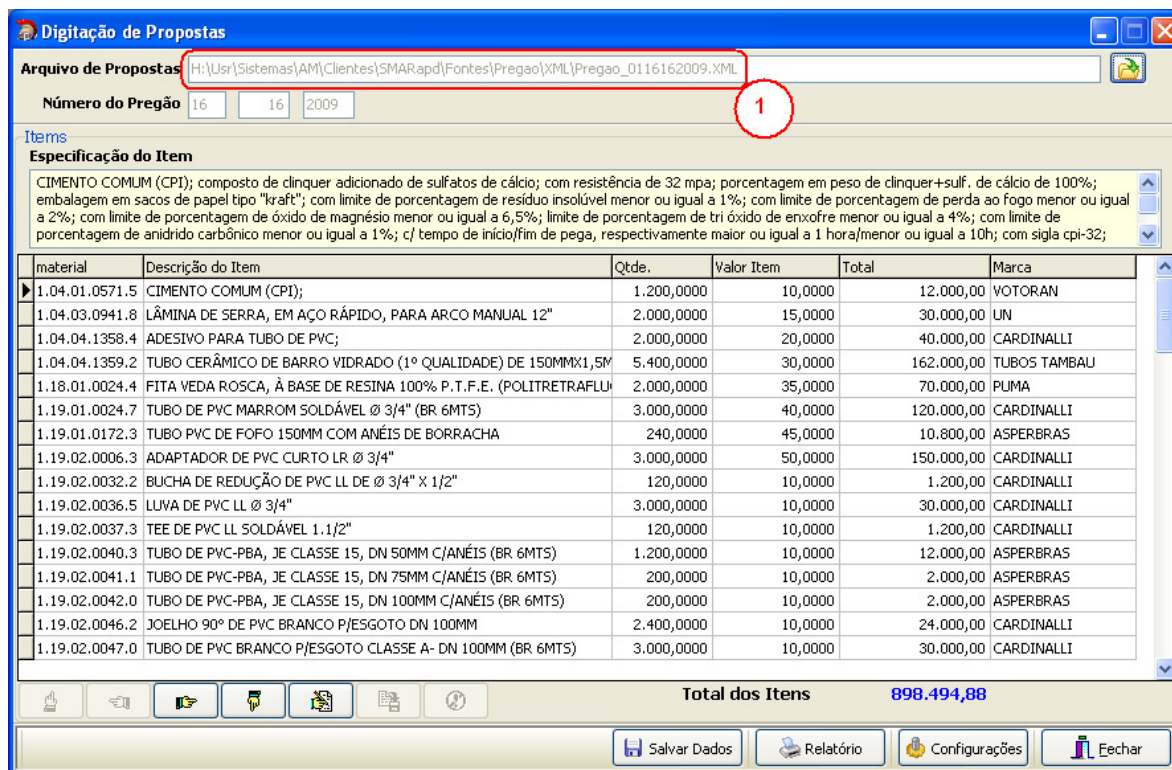 Digitação de Propostas
Arquivo de Propostas H:\Usr\Sistemas\AM\Clientes\SMARapd\Fontes\Pregao\XML\Pregao_0116162009.XML
1
Número do Pregão 16 16 2009
Items
Especificação do Item
CIMENTO COMUM (CPI); composto de clinquer adicionado de sulfatos de cálcio; com resistência de 32 mpa; porcentagem em peso de clinquer+sulf. de cálcio de 100%;
embalagem em sacos de papel tipo "kraft"; com limite de porcentagem de resíduo insolúvel menor ou igual a 1%; com limite de porcentagem de perda ao fogo menor ou igual
a 2%; com limite de porcentagem de óxido de magnésio menor ou igual a 6,5%; limite de porcentagem de tri óxido de enxofre menor ou igual a 4%; com limite de
porcentagem de anidrido carbônico menor ou igual a 1%; c/ tempo de início/fim de pega, respectivamente maior ou igual a 1 hora/menor ou igual a 10h; com sigla cpi-32;
material Descrição do Item Qtde. Valor Item Total Marca
1.04.01.0571.5 CIMENTO COMUM (CPI); 1.200,0000 10,0000 12.000,00 VOTORAN
1.04.03.0941.8 LÂMINA DE SERRA, EM AÇO RÁPIDO, PARA ARCO MANUAL 12" 2.000,0000 15,0000 30.000,00 UN
1.04.04.1358.4 ADESIVO PARA TUBO DE PVC; 2.000,0000 20,0000 40.000,00 CARDINALLI
1.04.04.1359.2 TUBO CERÂMICO DE BARRO VIDRADO (1º QUALIDADE) DE 150MMX1,5M 5.400,0000 30,0000 162.000,00 TUBOS TAMBAU
1.18.01.0024.4 FITA VEDA ROSCA, À BASE DE RESINA 100% P.T.F.E. (POLITRETRAFLU 2.000,0000 35,0000 70.000,00 PUMA
1.19.01.0024.7 TUBO DE PVC MARROM SOLDÁVEL Ø 3/4" (BR 6MTS) 3.000,0000 40,0000 120.000,00 CARDINALLI
1.19.01.0172.3 TUBO PVC DE FOFO 150MM COM ANÉIS DE BORRACHA 240,0000 45,0000 10.800,00 ASPERBRAS
1.19.02.0006.3 ADAPTADOR DE PVC CURTO LR Ø 3/4" 3.000,0000 50,0000 150.000,00 CARDINALLI
1.19.02.0032.2 BUCHA DE REDUÇÃO DE PVC LL DE Ø 3/4" X 1/2" 120,0000 10,0000 1.200,00 CARDINALLI
1.19.02.0036.5 LUVA DE PVC LL Ø 3/4" 3.000,0000 10,0000 30.000,00 CARDINALLI
1.19.02.0037.3 TEE DE PVC LL SOLDÁVEL 1.1/2" 120,0000 10,0000 1.200,00 CARDINALLI
1.19.02.0040.3 TUBO DE PVC-PBA, JE CLASSE 15, DN 50MM C/ANÉIS (BR 6MTS) 1.200,0000 10,0000 12.000,00 ASPERBRAS
1.19.02.0041.1 TUBO DE PVC-PBA, JE CLASSE 15, DN 75MM C/ANÉIS (BR 6MTS) 200,0000 10,0000 2.000,00 ASPERBRAS
1.19.02.0042.0 TUBO DE PVC-PBA, JE CLASSE 15, DN 100MM C/ANÉIS (BR 6MTS) 200,0000 10,0000 2.000,00 ASPERBRAS
1.19.02.0046.2 JOELHO 90º DE PVC BRANCO P/ESGOTO DN 100MM 2.400,0000 10,0000 24.000,00 CARDINALLI
1.19.02.0047.0 TUBO DE PVC BRANCO P/ESGOTO CLASSE A- DN 100MM (BR 6MTS) 3.000,0000 10,0000 30.000,00 CARDINALLI
Total dos Itens 898.494,88
Salvar Dados Relatório Configurações Fechar